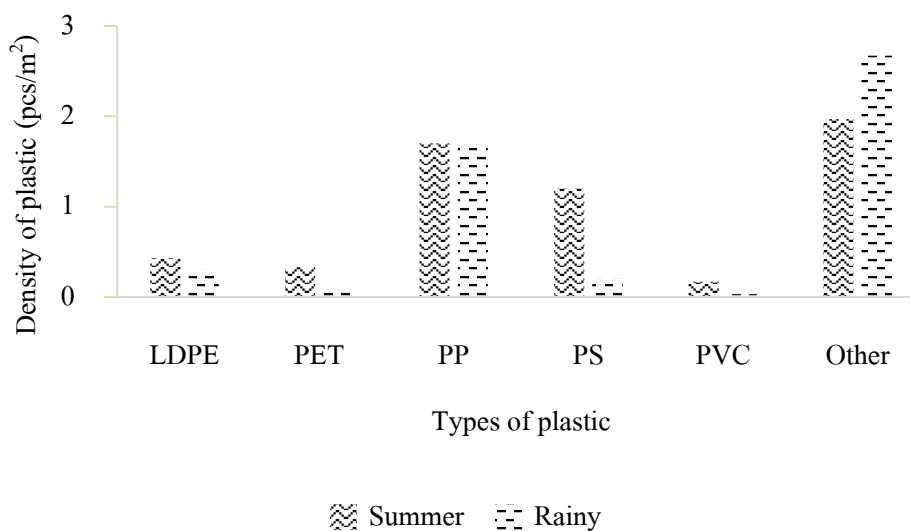 Density of plastic (pcs/m²)
3
2
1
0
LDPE PET PP PS PVC Other
Types of plastic
Summer Rainy